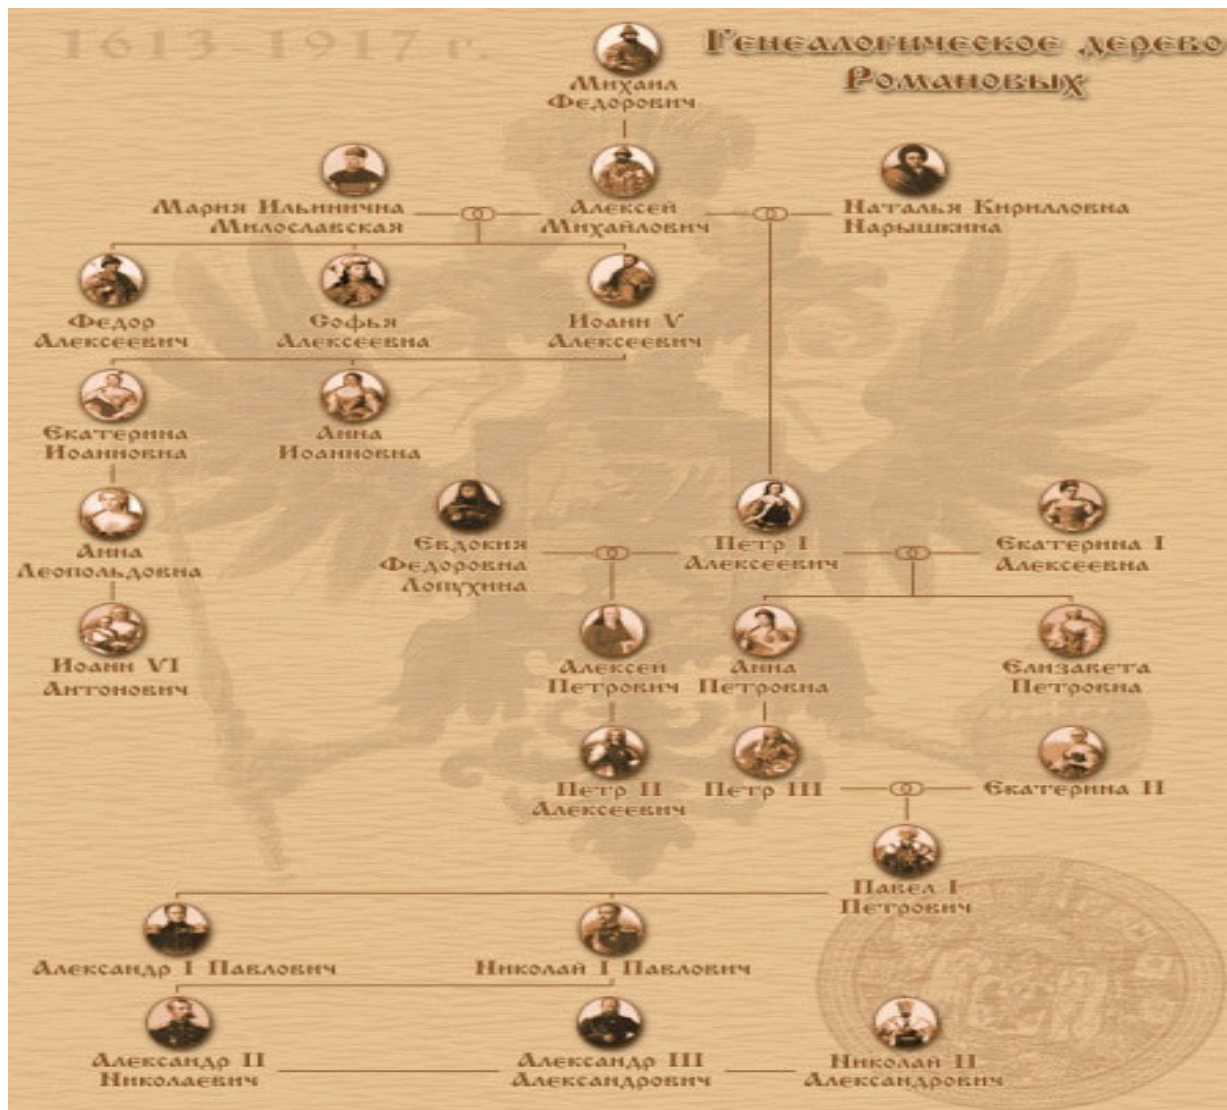 1613-1917 г.
Генеалогическое дерево
Романовых
Михаил
Федорович
Мария Ильинична
Милославская
Алексей
Михайлович
Наталья Кирилловна
Нарышкина
Федор
Алексеевич
Софья
Алексеевна
Иоанн V
Алексеевич
Екатерина
Иоанновна
Анна
Иоанновна
Евдокия
Федоровна
Лопухина
Петр I
Алексеевич
Екатерина I
Алексеевна
Анна
Леопольдовна
Иоанн VI
Антонович
Алексей
Петрович
Анна
Петровна
Елизавета
Петровна
Петр II
Алексеевич
Петр III
Екатерина II
Павел I
Петрович
Александр I Павлович
Николай I Павлович
Александр II
Николаевич
Александр III
Александрович
Николай II
Александрович